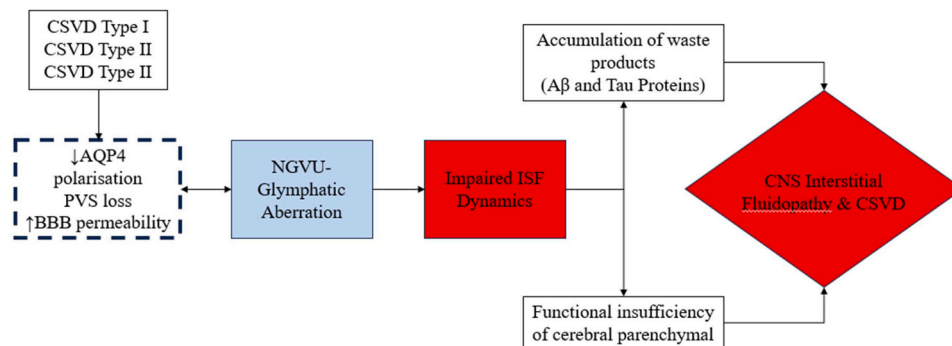 CSVD Type I
CSVD Type II
CSVD Type II
↓AQP4
polarisation
PVS loss
↑BBB permeability
NGVU-
Glymphatic
Aberration
Impaired ISF
Dynamics
Accumulation of waste
products
(Aβ and Tau Proteins)
Functional insufficiency
of cerebral parenchymal
CNS Interstitial
Fluidopathy & CSVD